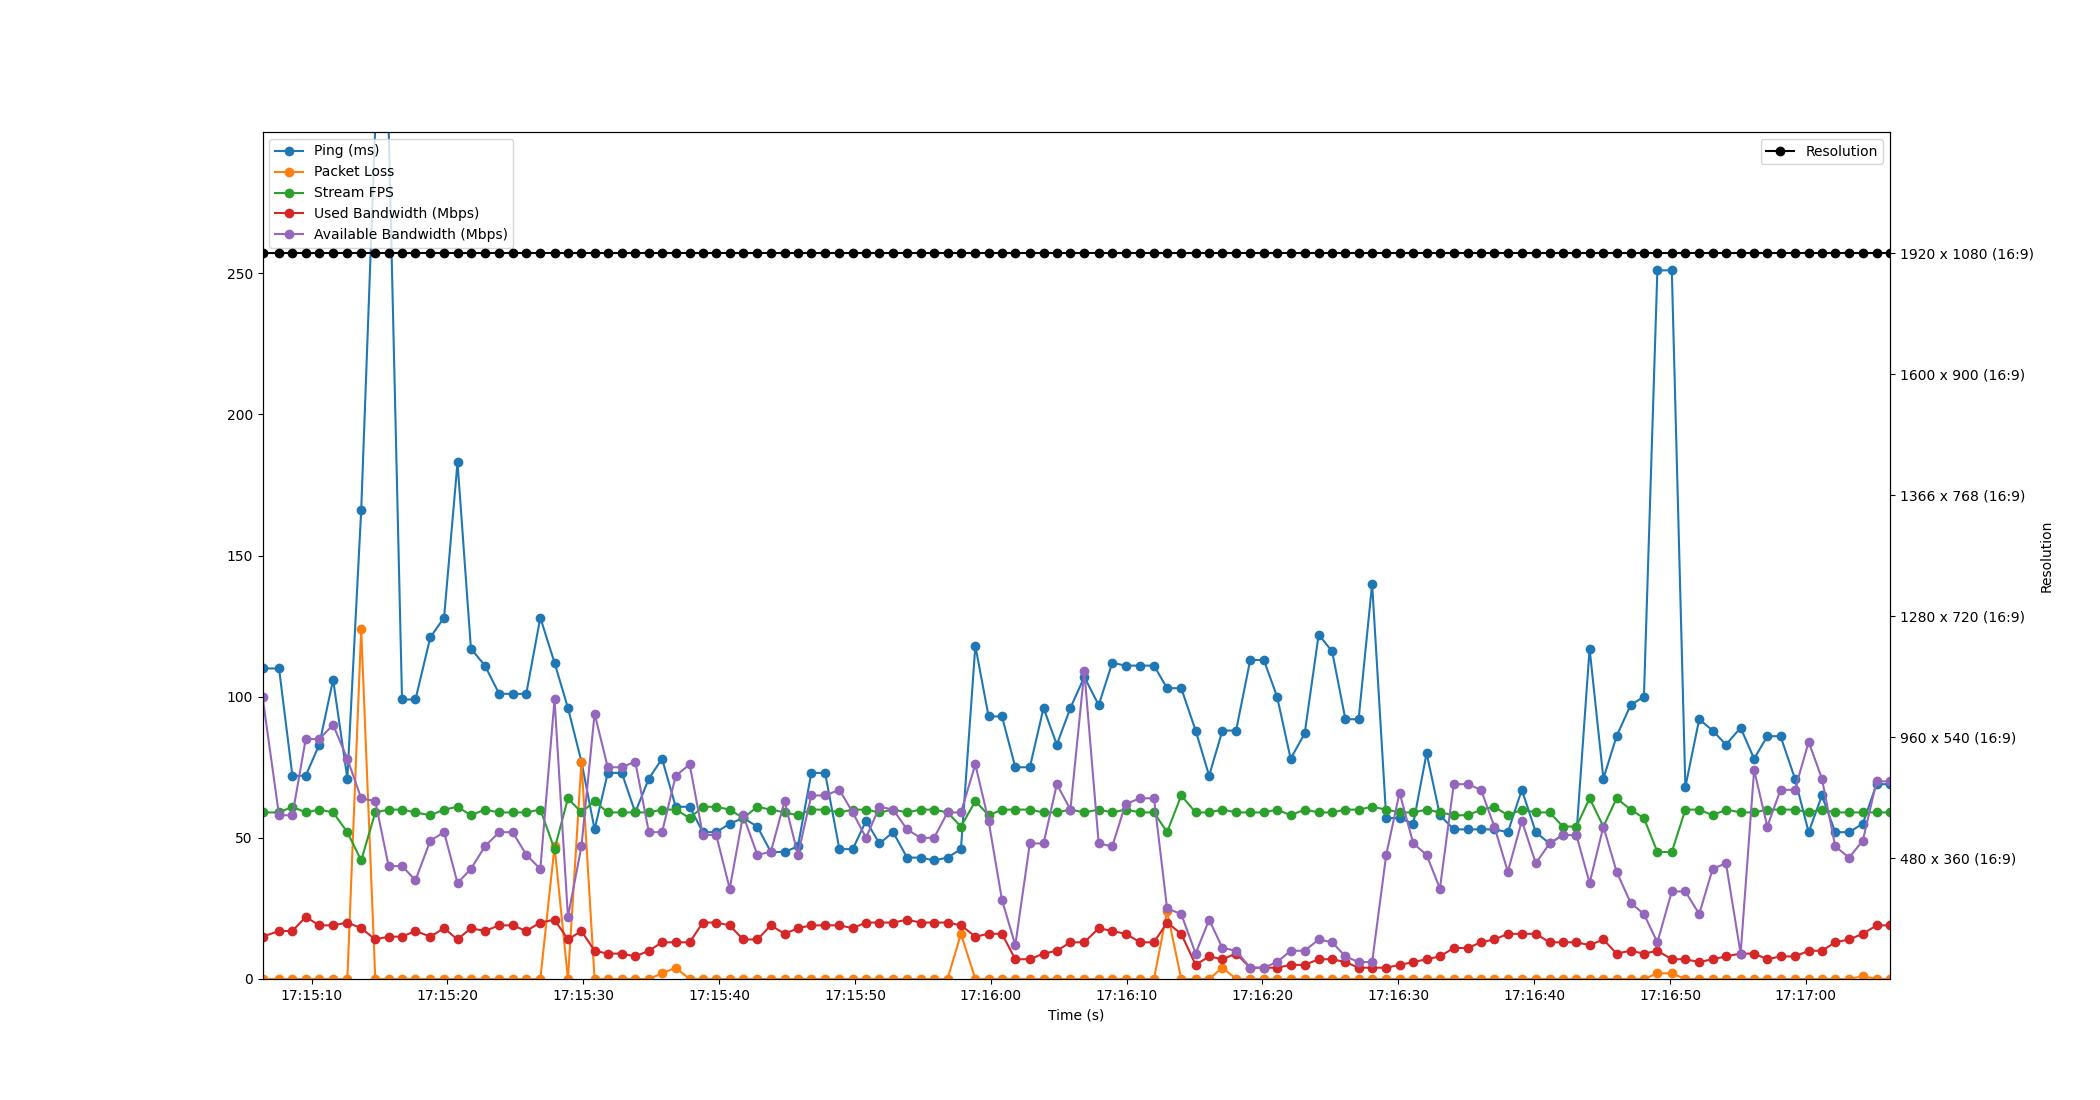 Ping (ms)
Packet Loss
Stream FPS
Used Bandwidth (Mbps)
Available Bandwidth (Mbps)
Resolution
250
200
150
100
50
0
1920 x 1080 (16:9)
1600 x 900 (16:9)
1366 x 768 (16:9)
1280 x 720 (16:9)
960 x 540 (16:9)
480 x 360 (16:9)
Resolution
17:15:10 17:15:20 17:15:30 17:15:40 17:15:50 17:16:00 17:16:10 17:16:20 17:16:30 17:16:40 17:16:50 17:17:00
Time (s)